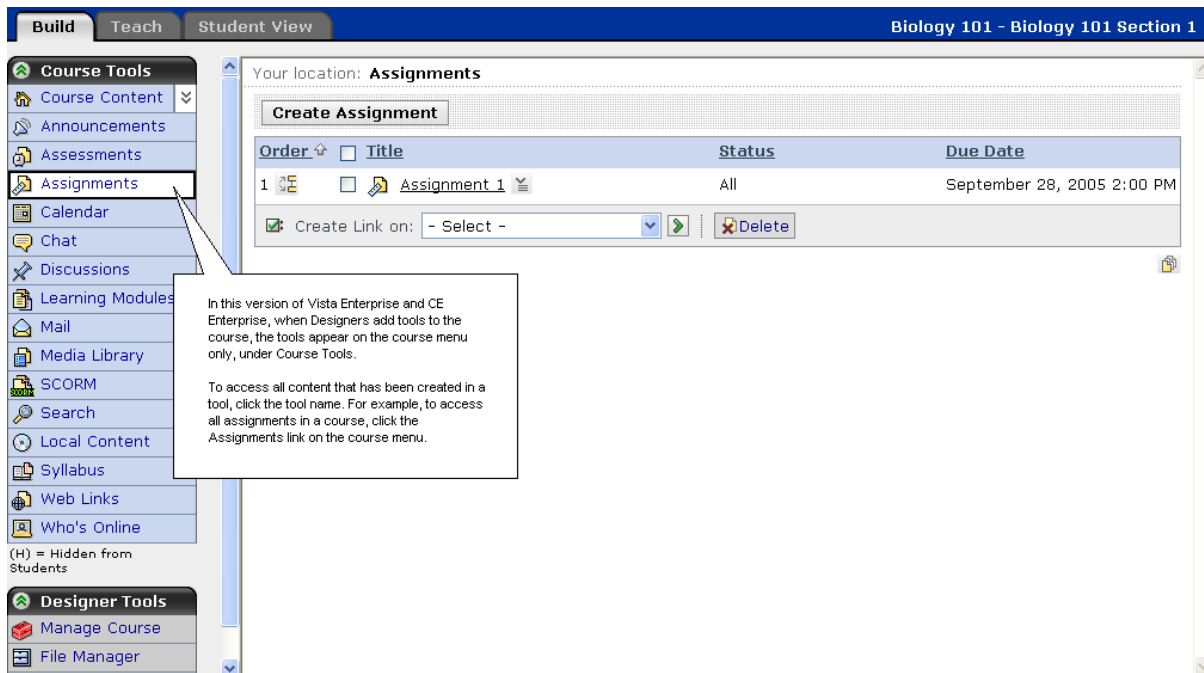 Build Teach Student View Biology 101 - Biology 101 Section 1
Course Tools
Course Content
Announcements
Assessments
Assignments
Calendar
Chat
Discussions
Learning Modules
Mail
Media Library
SCORM
SCORM
Search
Local Content
Syllabus
Web Links
Who's Online
(H) = Hidden from
Students
Designer Tools
Manage Course
File Manager
Your location: Assignments
Create Assignment
Order Title Status Due Date
1 Assignment 1 All September 28, 2005 2:00 PM
Create Link on: - Select - Delete
In this version of Vista Enterprise and CE
Enterprise, when Designers add tools to the
course, the tools appear on the course menu
only, under Course Tools.
To access all content that has been created in a
tool, click the tool name. For example, to access
all assignments in a course, click the
Assignments link on the course menu.